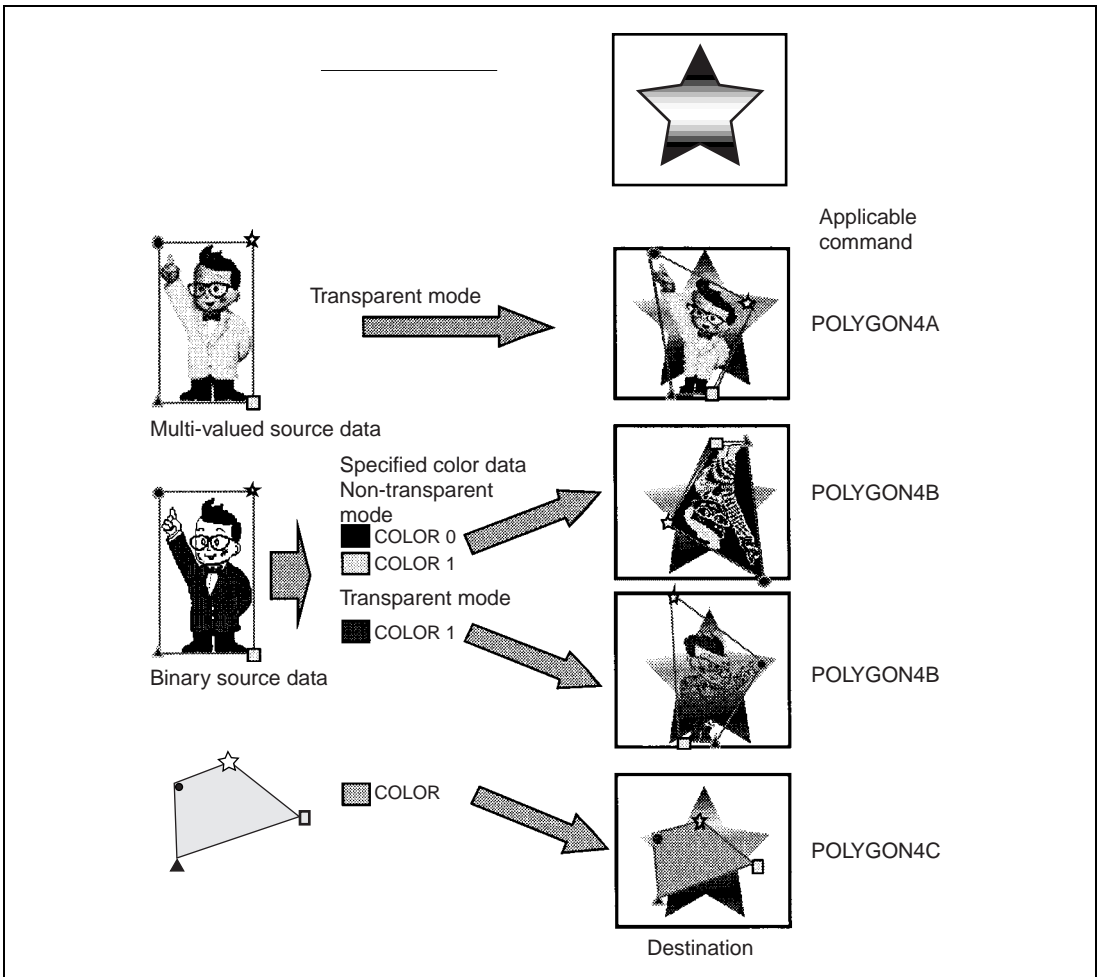 Applicable
command
Transparent mode
POLYGON4A
Multi-valued source data
Specified color data
Non-transparent
mode
COLOR 0
COLOR 1
POLYGON4B
Transparent mode
COLOR 1
POLYGON4B
Binary source data
COLOR
POLYGON4C
Destination